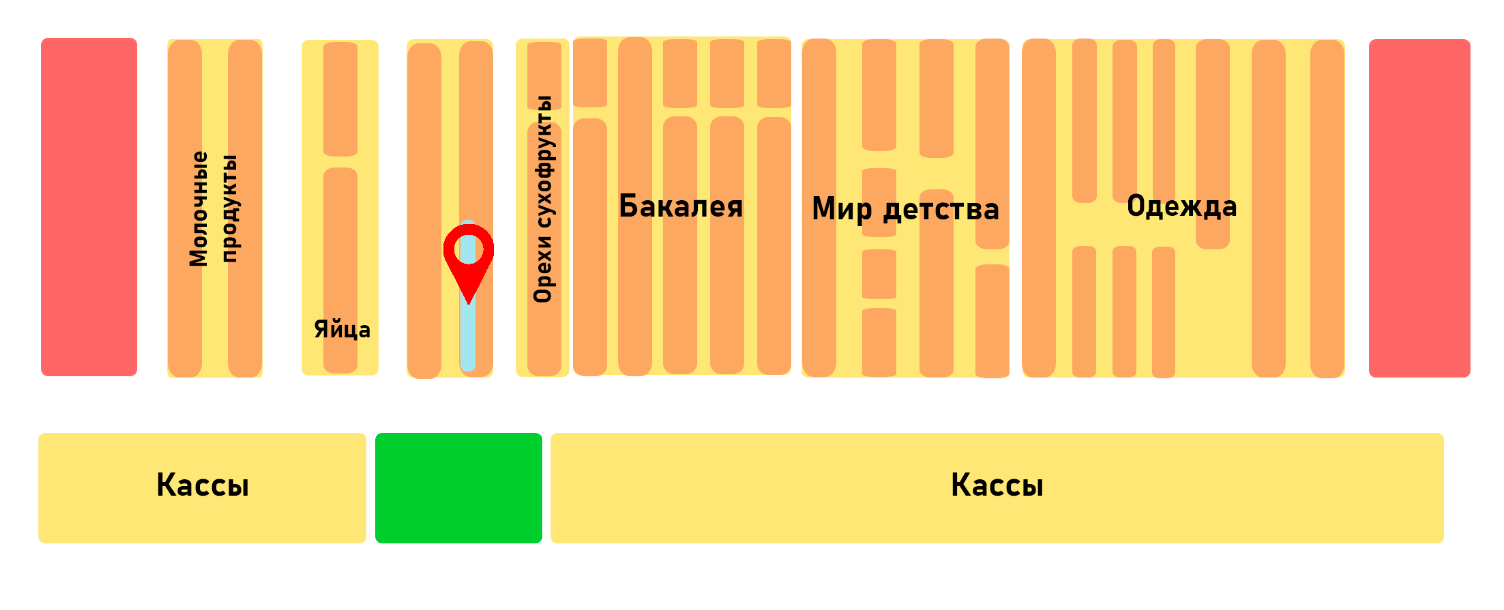 Молочные
продукты
Яйца
Орехи сухофрукты
Бакалея
Мир детства
Одежда
Кассы
Кассы